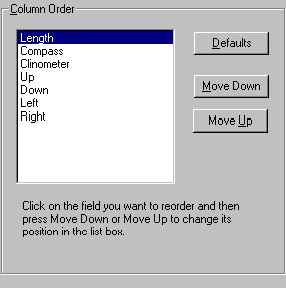 Column Order
Length
Compass
Clinometer
Up
Down
Left
Right
Defaults
Move Down
Move Up
Click on the field you want to reorder and then
press Move Down or Move Up to change its
position in the list box.